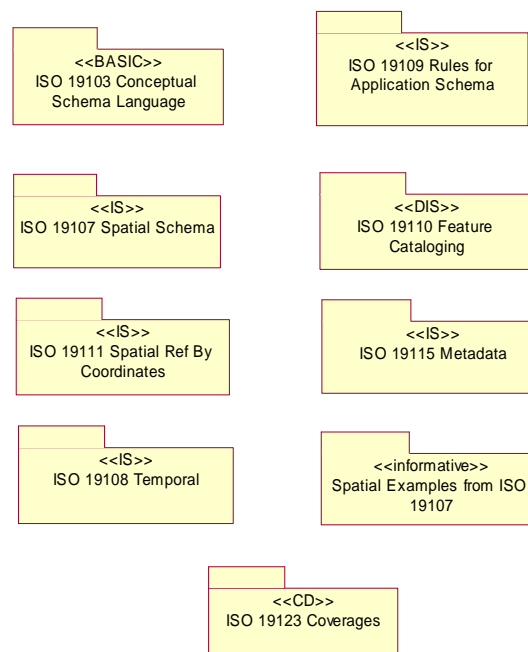 <<BASIC>>
ISO 19103 Conceptual
Schema Language
<<IS>>
ISO 19109 Rules for
Application Schema
<<IS>>
ISO 19107 Spatial Schema
<<DIS>>
ISO 19110 Feature
Cataloging
<<IS>>
ISO 19111 Spatial Ref By
Coordinates
<<IS>>
ISO 19115 Metadata
<<IS>>
ISO 19108 Temporal
<<informative>>
Spatial Examples from ISO
19107
<<CD>>
ISO 19123 Coverages